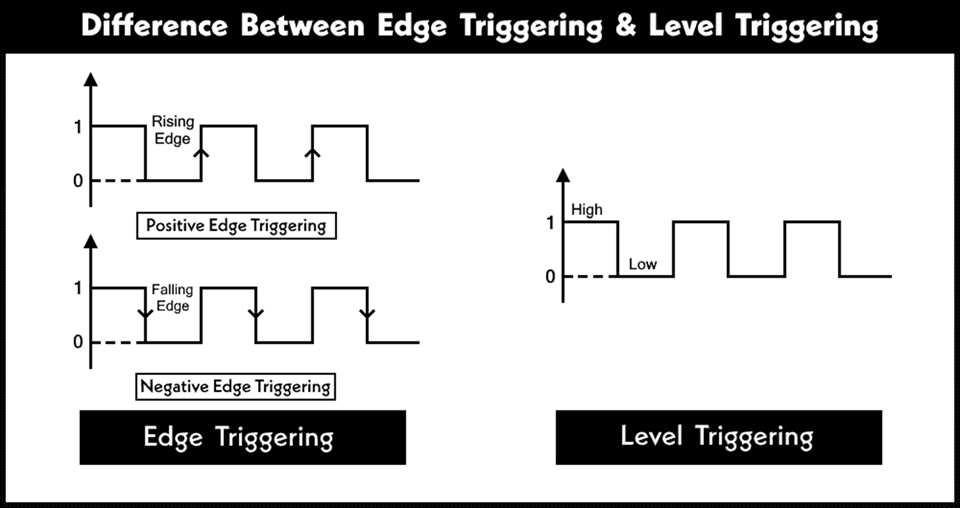 Difference Between Edge Triggering & Level Triggering
1
Rising
Edge
0
Positive Edge Triggering
1
Falling
Edge
0
Negative Edge Triggering
Edge Triggering
High
1
Low
0
Level Triggering